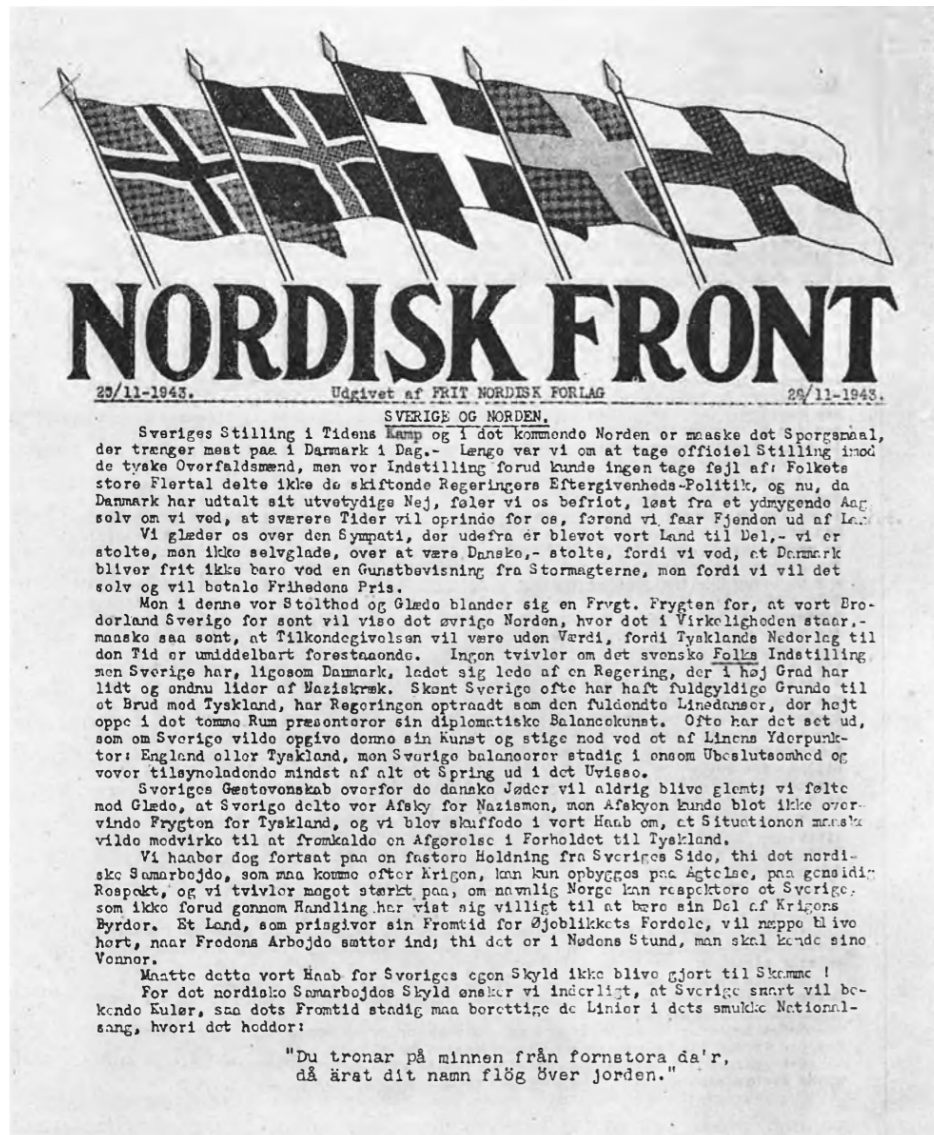 NORDISK FRONT
29/11-1943. Udgivet af FRIT NORDISK FORLAG 29/11-1943.
SVERIGE OG NORDEN.
Sveriges Stilling i Tidens Kamp og i det kommende Norden er maaske det Spørgsmaal,
der trænger mest paa i Danmark i Dag.- Længe var vi om at tage officiel Stilling imod
de tyske Overfaldsmænd, men vor Indstilling forud kunde ingen tage fejl af: Folkets
store Flertal delte ikke de skiftende Regeringers Eftergivenheds-Politik, og nu, da
Danmark har udtalt sit utvetydige Nej, føler vi os befriet, løst fra et ydmygende Aag
selv om vi ved, at sværere Tider vil oprinde for os, førend vi faar Fjenden ud af
Vi glæder os over den Sympati, der udefra er blevet vort Land til Del,- vi er
stolte, men ikke selvglade, over at være Danske,- stolte, fordi vi ved, at Danmark
bliver frit ikke bare ved en Gunstbevisning fra Stormagterne, men fordi vi vil det
selv og vil betale Frihedens Pris.
Men i denne vor Stolthed og Glæde blander sig en Frygt. Frygten for, at vort Bro-
derland Sverige for sent vil vise det øvrige Norden, hvor det i Virkeligheden staar,-
maaske saa sent, at Tilkendegivelsen vil være uden Værdi, fordi Tysklands Nederlag til
den Tid er umiddelbart forestaaende. Ingen tvivler om det svenske Folks Indstilling
men Sverige har, ligesom Danmark, ladet sig lede af en Regering, der i høj Grad har
lidt og endnu lider af Naziskræk. Skønt Sverige ofte har haft fuldgyldige Grunde til
et Brud med Tyskland, har Regeringen optraadt som den fuldendte Linedanser, der højt
oppe i det tomme Rum præsenterer sin diplomatiske Balancekunst. Ofte har det set ud,
som om Sverige vilde opgive denne sin Kunst og stige ned ved et af Linens Yderpunk-
ter: England eller Tyskland, men Sverige balancerer stadig i ensom Ubeslutsomhed og
vover tilsyneladende mindst af alt et Spring ud i det Uvisse.
Sveriges Gæstevenskab overfor de danske Jøder vil aldrig blive glemt; vi følte
med Glæde, at Sverige delte vor Afsky for Nazismen, men Afskyen kunde blot ikke over-
vinde Frygten for Tyskland, og vi blev skuffede i vort Haab om, at Situationen maaske
vilde medvirke til at fremkalde en Afgørelse i Forholdet til Tyskland.
Vi haaber dog fortsat paa en fastere Holdning fra Sveriges Side, thi det nordi-
ske Samarbejde, som maa komme efter Krigen, kan kun opbygges paa Agtelse, paa gensidig
Respekt, og vi tvivler meget stærkt paa, om navnlig Norge kan respektere et Sverige,
som ikke forud gennem Handling har vist sig villigt til at bære sin Del af Krigens
Byrder. Et Land, som prisgiver sin Fremtid for Øjeblikkets Fordele, vil næppe blive
hørt, naar Fredens Arbejde sætter ind; thi det er i Nødens Stund, man skal kende sine
Venner.
Maatte dette vort Haab for Sveriges egen Skyld ikke blive gjort til Skamme !
For det nordiske Samarbejdes Skyld ønsker vi inderligt, at Sverige snart vil be-
kende Kulør, saa dets Fremtid stadig maa berettige de Linier i dets smukke National-
sang, hvori det hedder:
"Du tronar på minnen från fornstora da'r,
då ärat dit namn flög över jorden."